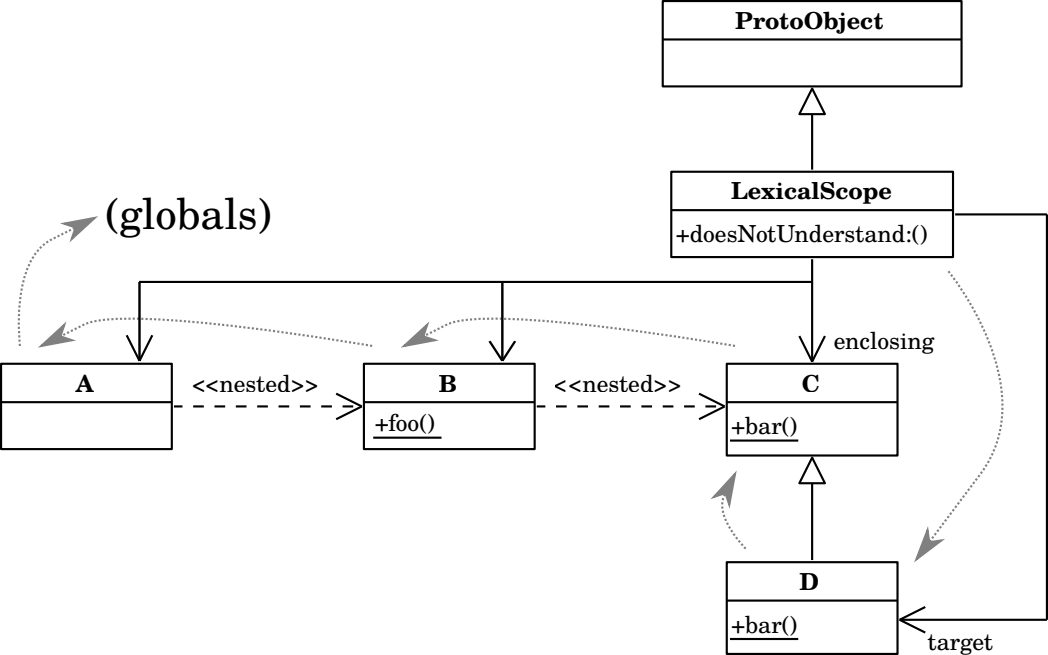 ProtoObject
LexicalScope
+doesNotUnderstand:()
(globals)
enclosing
A
<<nested>>
B
+foo()
<<nested>>
C
+bar()
D
+bar()
target